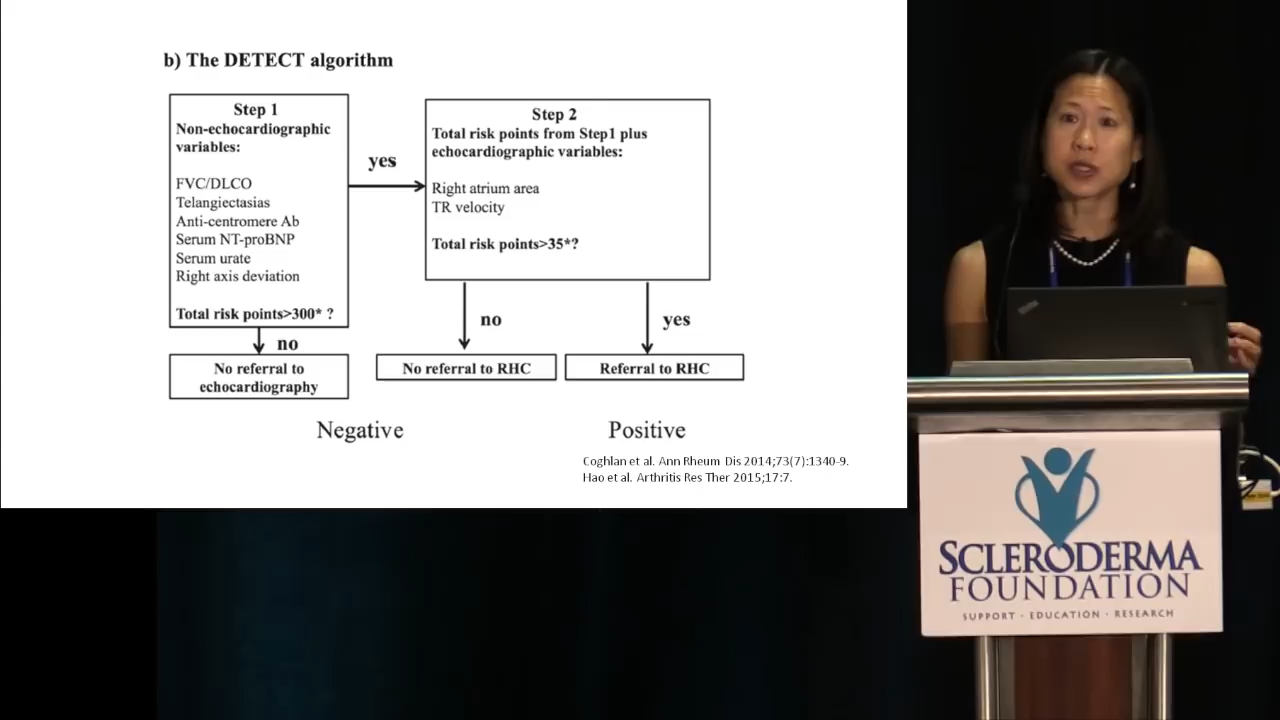 b) The DETECT algorithm
Step 1
Non-echocardiographic
variables:
FVC/DLCO
Telangiectasias
Anti-centromere Ab
Serum NT-proBNP
Serum urate
Right axis deviation
Total risk points>300* ?
yes
Step 2
Total risk points from Step1 plus
echocardiographic variables:
Right atrium area
TR velocity
Total risk points>35*?
no
no
yes
No referral to
echocardiography
No referral to RHC
Referral to RHC
Negative
Positive
Coghlan et al. Ann Rheum Dis 2014;73(7):1340-9.
Hao et al. Arthritis Res Ther 2015;17:7.
SCLERODERMA
FOUNDATION
SUPPORT · EDUCATION · RESEARCH